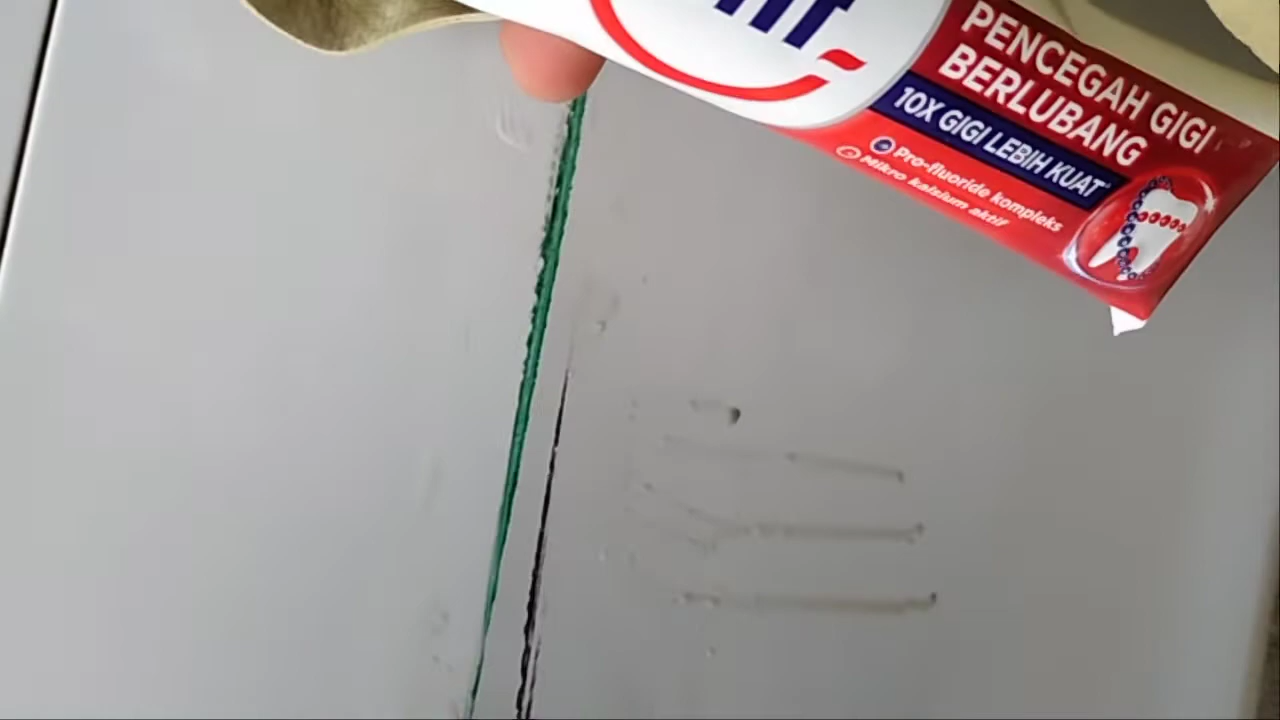 PENCEGAH GIGI
BERLUBANG
10X GIGI LEBIH KUAT*
Pro-fluoride kompleks
Mikro kalsium aktif